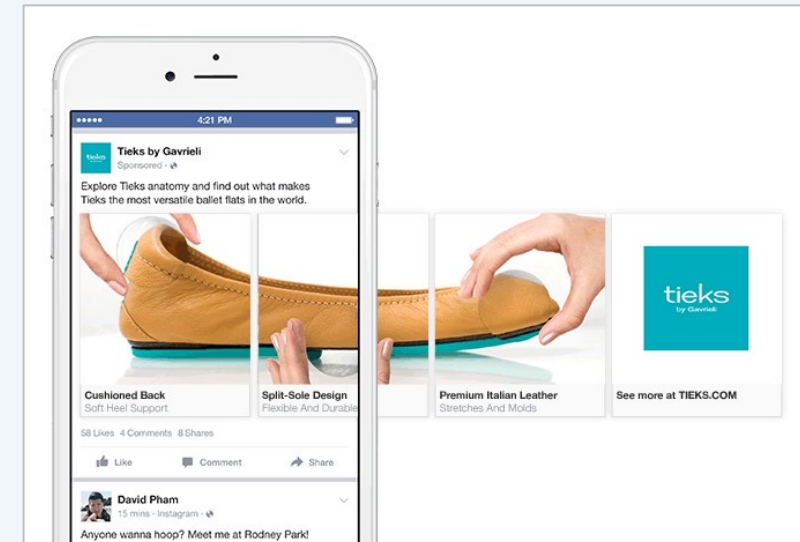 4:21 PM
tieks
Tieks by Gavrieli
Sponsored ·
Explore Tieks anatomy and find out what makes
Tieks the most versatile ballet flats in the world.
tieks
by Gavrieli
Cushioned Back
Soft Heel Support
Split-Sole Design
Flexible And Durable
Premium Italian Leather
Stretches And Molds
See more at TIEKS.COM
58 Likes 4 Comments 8 Shares
Like Comment Share
David Pham
15 mins · Instagram ·
Anyone wanna hoop? Meet me at Rodney Park!